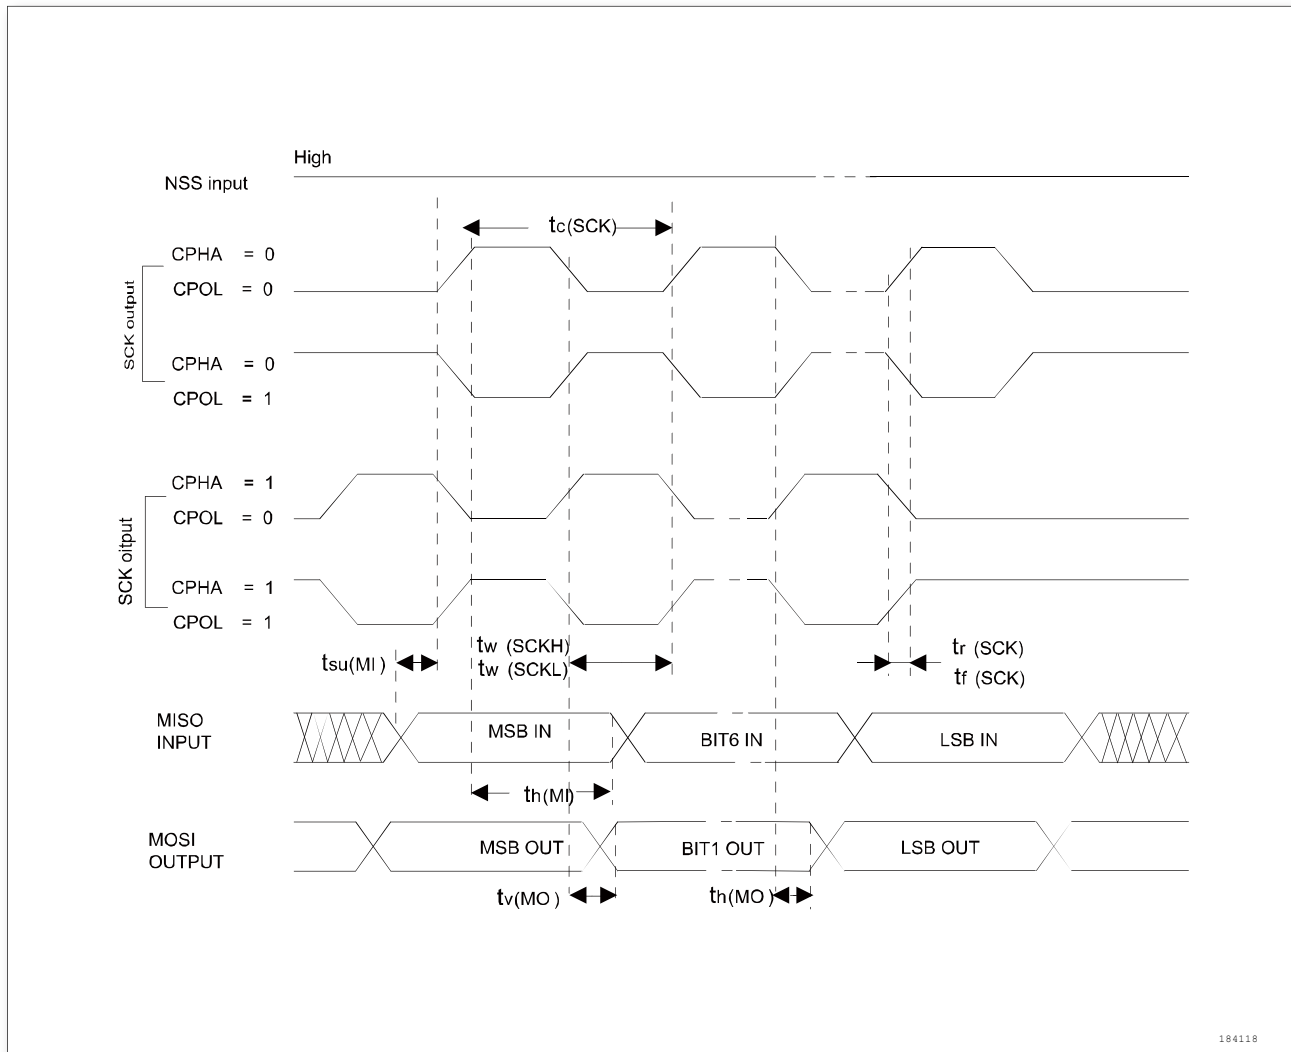 High
NSS input
tc(SCK)
CPHA = 0
CPOL = 0
SCK output
CPHA = 0
CPOL = 1
CPHA = 1
CPOL = 0
SCK oitput
CPHA = 1
CPOL = 1
tsu(MI)
tw (SCKH)
tw (SCKL)
tr (SCK)
tf (SCK)
MISO
INPUT
MSB IN
BIT6 IN
LSB IN
th(MI)
MOSI
OUTPUT
MSB OUT
BIT1 OUT
LSB OUT
tv(MO)
th(MO)
184118